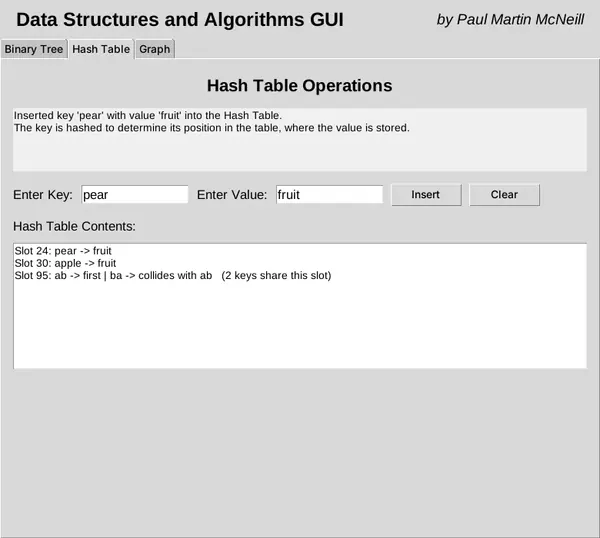 Data Structures and Algorithms GUI
by Paul Martin McNeill
Binary Tree Hash Table Graph
Hash Table Operations
Inserted key 'pear' with value 'fruit' into the Hash Table.
The key is hashed to determine its position in the table, where the value is stored.
Enter Key: pear Enter Value: fruit Insert Clear
Hash Table Contents:
Slot 24: pear -> fruit
Slot 30: apple -> fruit
Slot 95: ab -> first | ba -> collides with ab (2 keys share this slot)